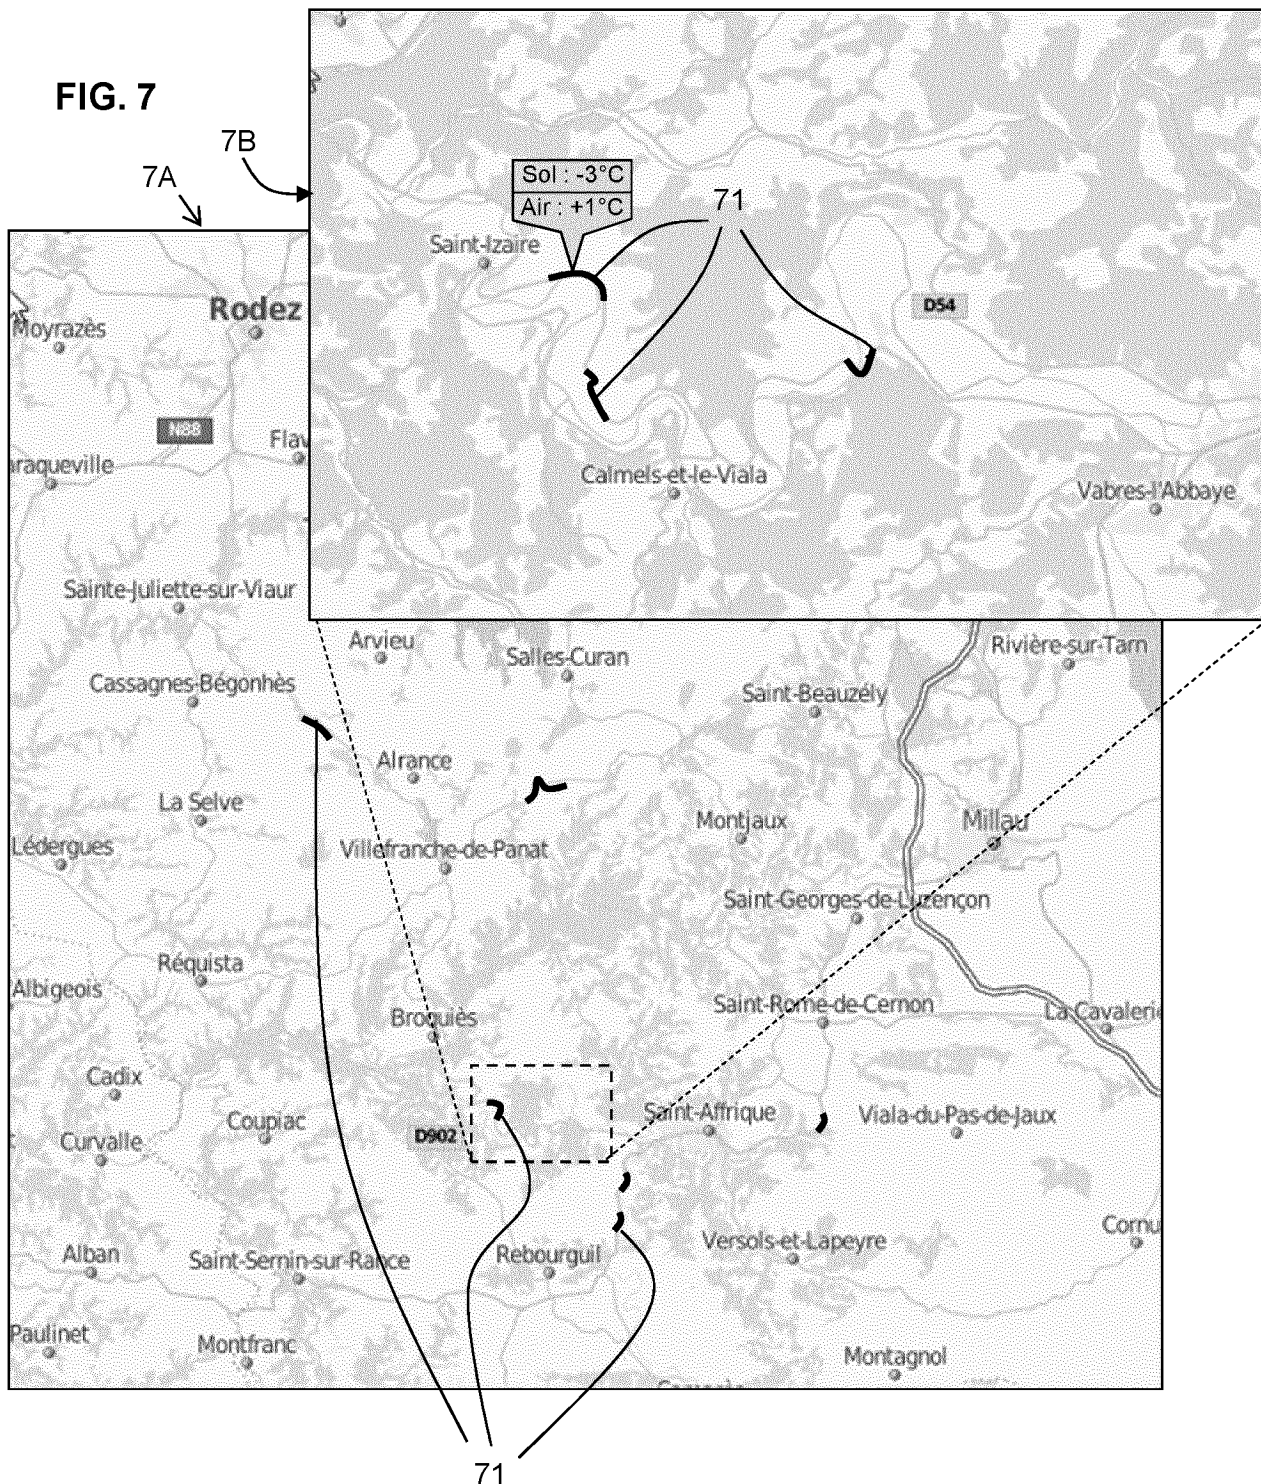 FIG. 7
7B
7A
Sol : -3°C
Air : +1°C
71
Saint-Izaire
D54
Rodez
Moyrazès
N88
Flav
araqueville
Calmels-et-le-Viala
Vabres-l'Abbaye
Sainte-Juliette-sur-Viaur
Arvieu
Salles-Curan
Rivière-sur-Tarn
Cassagnes-Bégonhès
Saint-Beauzély
Alrance
La Selve
Montjaux
Millau
Lédergues
Villefranche-de-Panat
Saint-Georges-de-Luzençon
Réquista
Albigeois
Broquiès
Saint-Rome-de-Cernon
La Cavalerie
Cadix
Coupiac
D902
Saint-Affrique
Viala-du-Pas-de-Jaux
Curvalle
Alban
Saint-Sernin-sur-Rance
Rebourguil
Versols-et-Lapeyre
Cornu
Paulinet
Montfranc
Montagnol
71